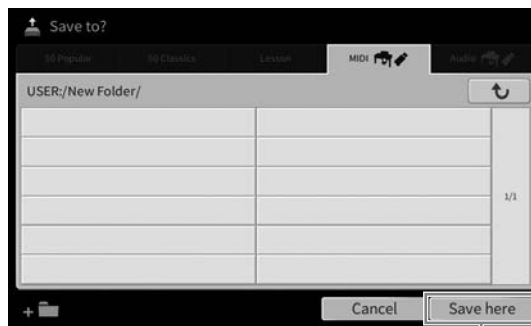 Save to?
50 Popular 50 Classics Lesson MIDI Audio
USER:/New Folder/
1/1
+ Cancel Save here